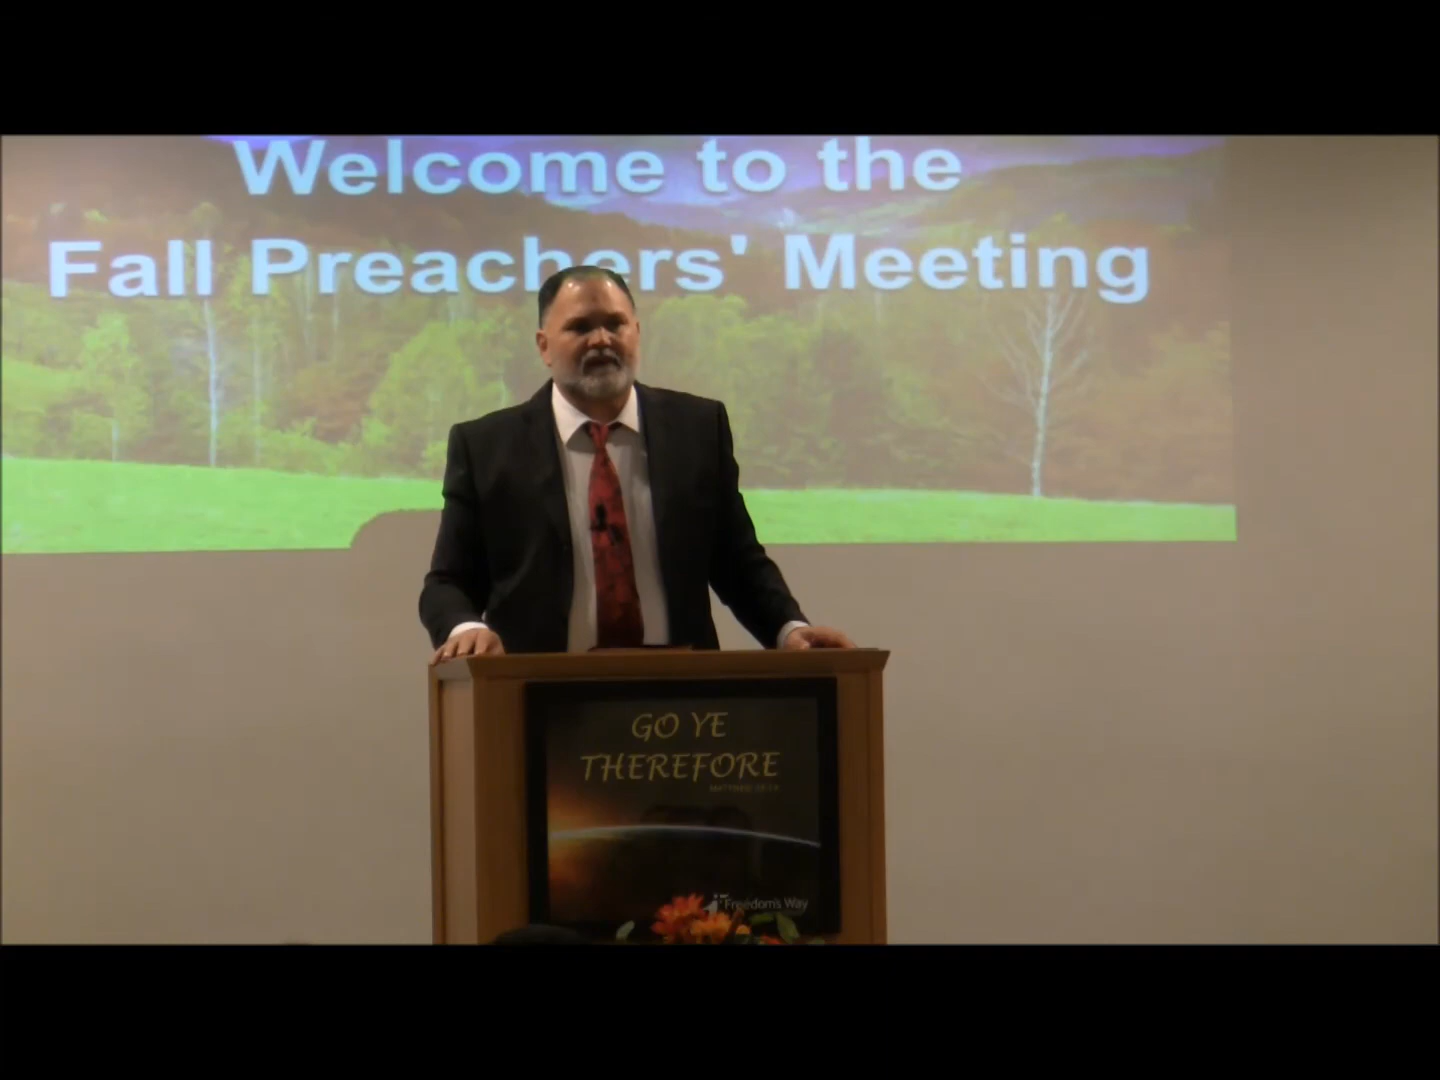 Welcome to the
Fall Preachers' Meeting
GO YE
THEREFORE
Freedom's Way